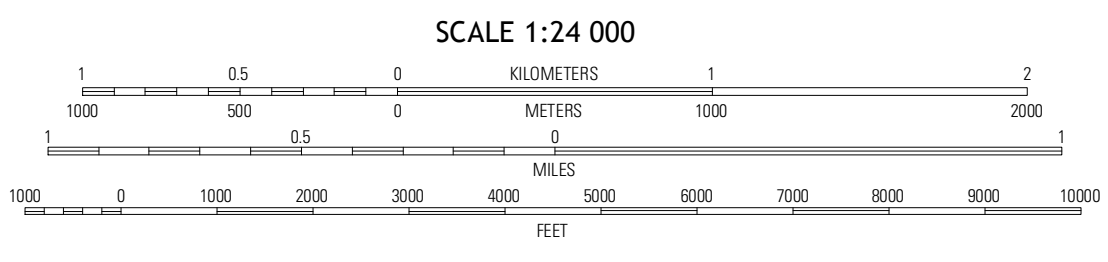 SCALE 1:24 000
1 0.5 0 KILOMETERS 1 2
1000 500 0 METERS 1000 2000
1 0.5 0 1
MILES
1000 0 1000 2000 3000 4000 5000 6000 7000 8000 9000 10000
FEET